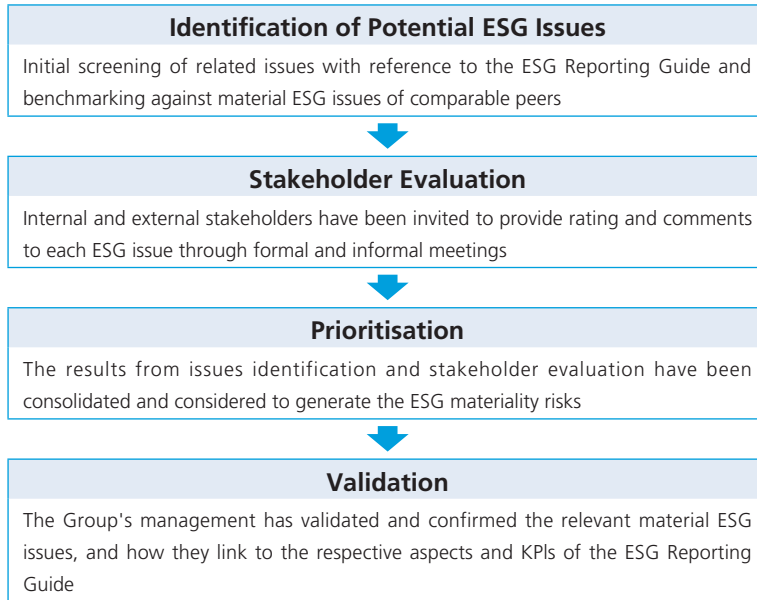 Identification of Potential ESG Issues
Initial screening of related issues with reference to the ESG Reporting Guide and
benchmarking against material ESG issues of comparable peers
Stakeholder Evaluation
Internal and external stakeholders have been invited to provide rating and comments
to each ESG issue through formal and informal meetings
Prioritisation
The results from issues identification and stakeholder evaluation have been
consolidated and considered to generate the ESG materiality risks
Validation
The Group's management has validated and confirmed the relevant material ESG
issues, and how they link to the respective aspects and KPIs of the ESG Reporting
Guide